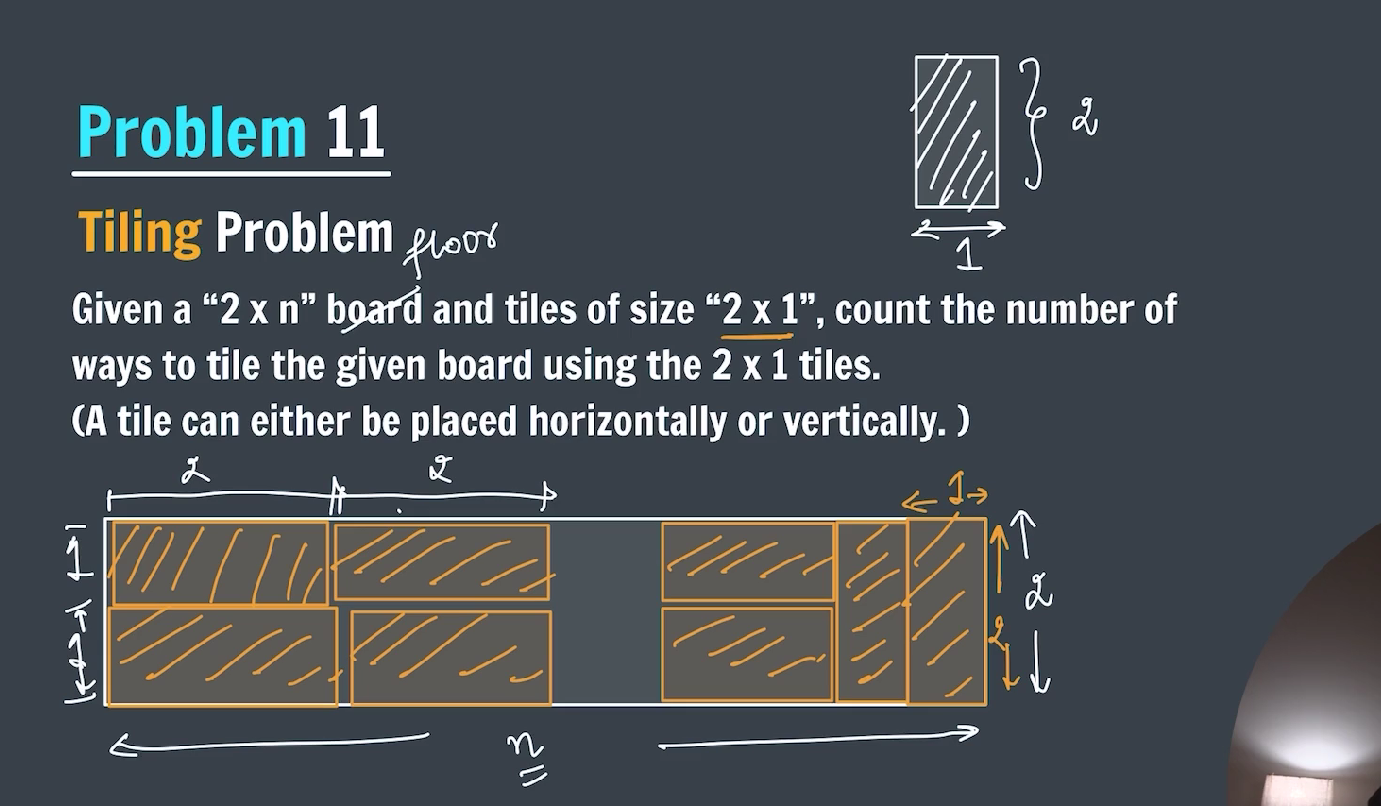 Problem 11
2
1
Tiling Problem
floor
Given a “2 x n” board and tiles of size “2 x 1”, count the number of
ways to tile the given board using the 2 x 1 tiles.
(A tile can either be placed horizontally or vertically. )
2 2 1
1
2 2
1
n